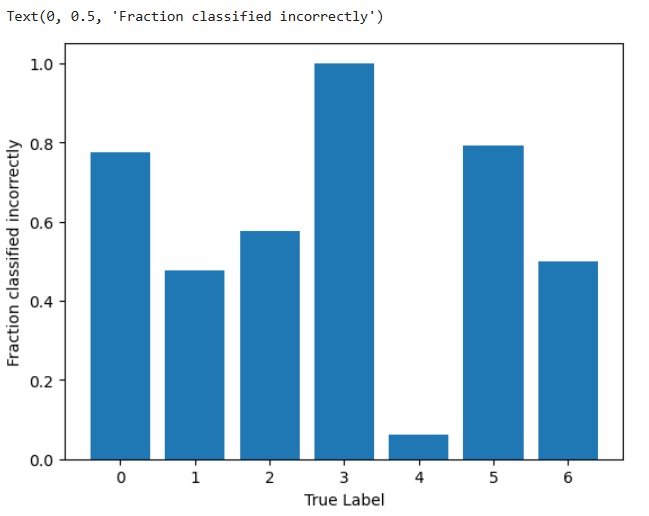 Text(0, 0.5, 'Fraction classified incorrectly')
1.0
0.8
0.6
0.4
0.2
0.0
Fraction classified incorrectly
0 1 2 3 4 5 6
True Label